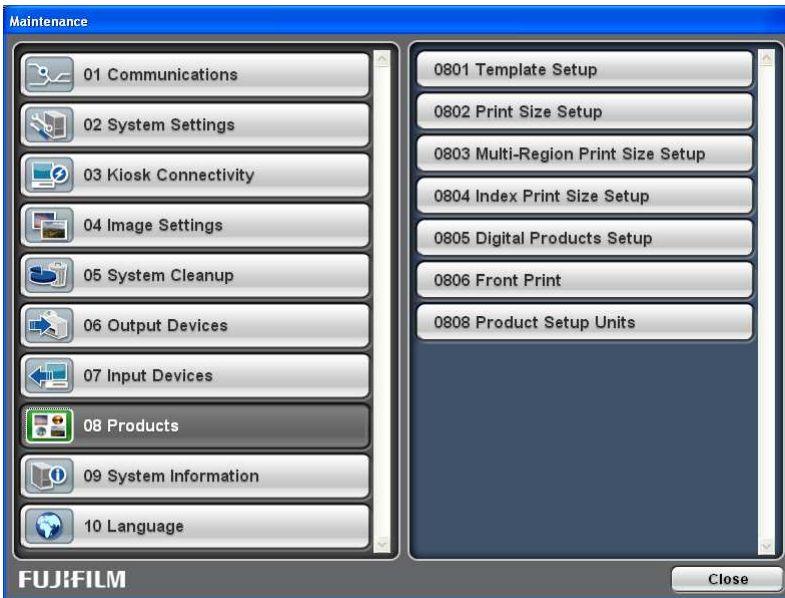 Maintenance
01 Communications
02 System Settings
03 Kiosk Connectivity
04 Image Settings
05 System Cleanup
06 Output Devices
07 Input Devices
08 Products
09 System Information
10 Language
0801 Template Setup
0802 Print Size Setup
0803 Multi-Region Print Size Setup
0804 Index Print Size Setup
0805 Digital Products Setup
0806 Front Print
0808 Product Setup Units
FUJIFILM
Close